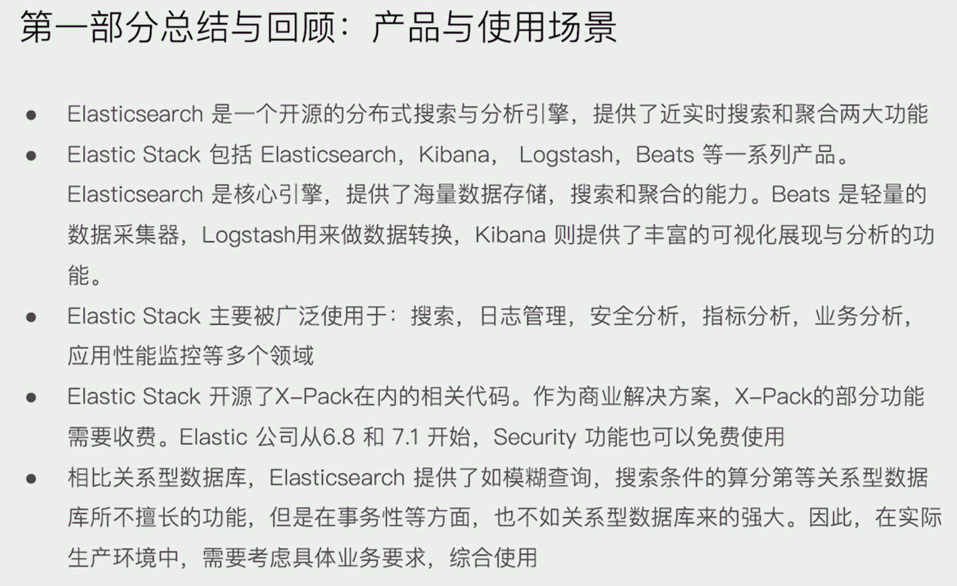 第一部分总结与回顾：产品与使用场景
● Elasticsearch 是一个开源的分布式搜索与分析引擎，提供了近实时搜索和聚合两大功能
● Elastic Stack 包括 Elasticsearch，Kibana， Logstash，Beats 等一系列产品。
Elasticsearch 是核心引擎，提供了海量数据存储，搜索和聚合的能力。Beats 是轻量的
数据采集器，Logstash用来做数据转换，Kibana 则提供了丰富的可视化展现与分析的功
能。
● Elastic Stack 主要被广泛使用于：搜索，日志管理，安全分析，指标分析，业务分析，
应用性能监控等多个领域
● Elastic Stack 开源了X-Pack在内的相关代码。作为商业解决方案，X-Pack的部分功能
需要收费。Elastic 公司从6.8 和 7.1 开始，Security 功能也可以免费使用
● 相比关系型数据库，Elasticsearch 提供了如模糊查询，搜索条件的算分第等关系型数据
库所不擅长的功能，但是在事务性等方面，也不如关系型数据库来的强大。因此，在实际
生产环境中，需要考虑具体业务要求，综合使用